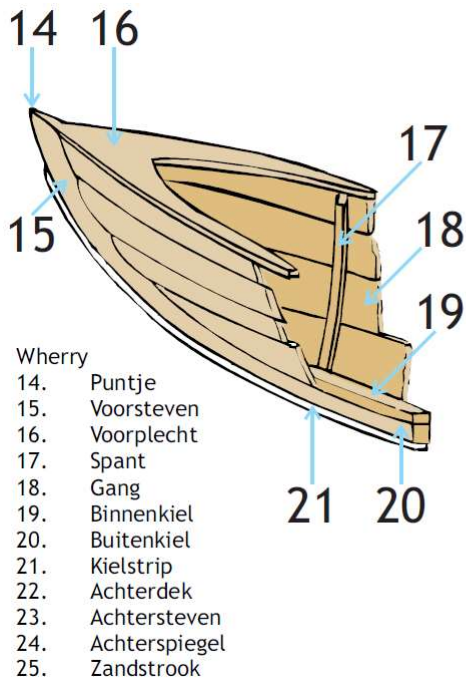 14 16
17
15
18
19
Wherry
14. Puntje
15. Voorsteven
16. Voorplecht
17. Spant
18. Gang
19. Binnenkiel
20. Buitenkiel
21 20
21. Kielstrip
22. Achterdek
23. Achtersteven
24. Achterspiegel
25. Zandstrook